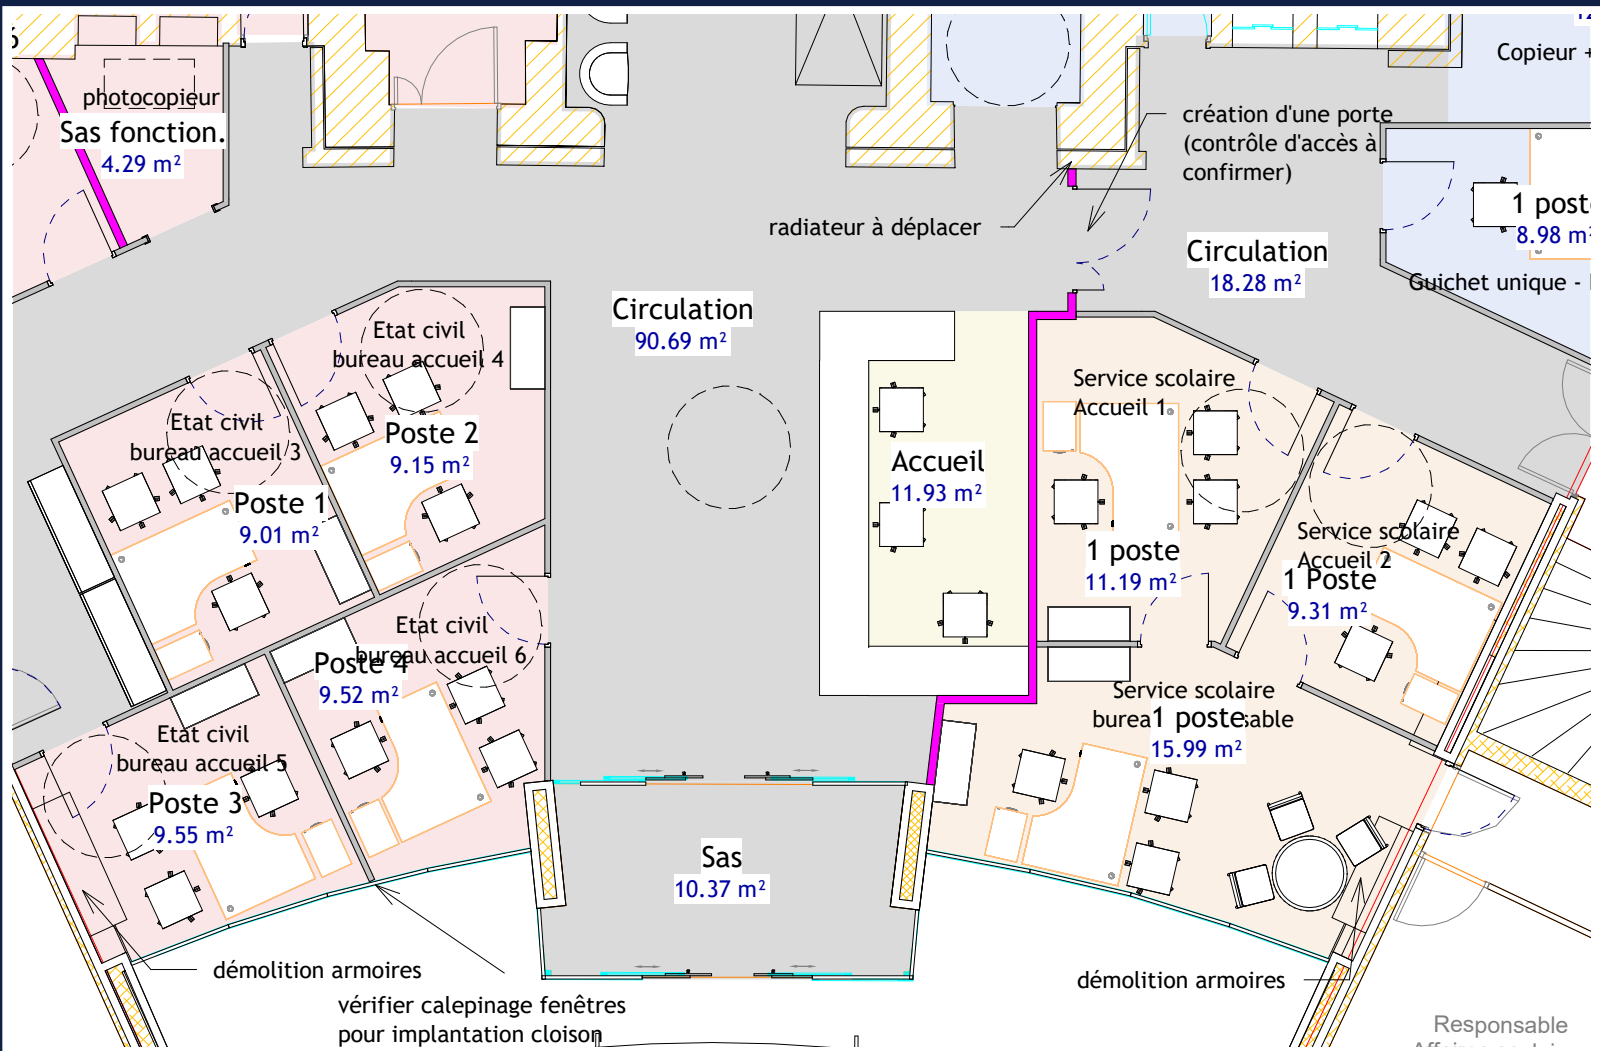 6
photocopieur
Sas fonction.
4.29 m²
Copieur +
création d'une porte
(contrôle d'accès à
confirmer)
radiateur à déplacer
1 post
8.98 m²
Circulation
18.28 m²
Guichet unique -
Circulation
90.69 m²
Etat civil
bureau accueil 4
Poste 2
9.15 m²
Etat civil
bureau accueil 3
Poste 1
9.01 m²
Accueil
11.93 m²
Service scolaire
Accueil 1
1 poste
11.19 m²
Service scolaire
Accueil 2
1 Poste
9.31 m²
Etat civil
bureau accueil 6
Poste 4
9.52 m²
Service scolaire
burea 1 poste sable
15.99 m²
Etat civil
bureau accueil 5
Poste 3
9.55 m²
Sas
10.37 m²
démolition armoires
démolition armoires
vérifier calepinage fenêtres
pour implantation cloison
Responsable